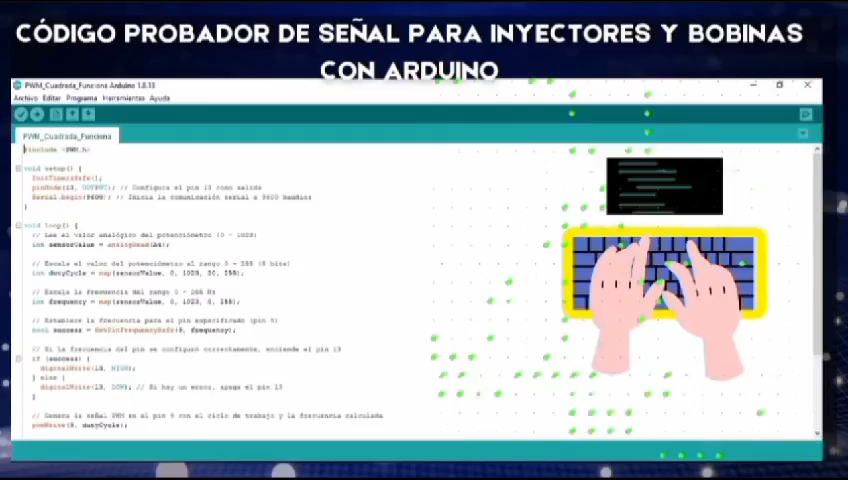 CÓDIGO PROBADOR DE SEÑAL PARA INYECTORES Y BOBINAS
CON ARDUINO
PWM_Cuadrada_Funciona Arduino 1.8.13
Archivo Editar Programa Herramientas Ayuda
PWM_Cuadrada_Funciona
#include <PWM.h>
void setup() {
InitTimersSafe();
pinMode(13, OUTPUT); // Configura el pin 13 como salida
Serial.begin(9600); // Inicia la comunicación serial a 9600 baudios
}
void loop() {
// Lee el valor analógico del potenciómetro (0 - 1023)
int sensorValue = analogRead(A4);
// Escala el valor del potenciómetro al rango 0 - 255 (8 bits)
int dutyCycle = map(sensorValue, 0, 1023, 50, 255);
// Escala la frecuencia del rango 0 - 255 Hz
int frequency = map(sensorValue, 0, 1023, 0, 255);
// Establece la frecuencia para el pin especificado (pin 9)
bool success = SetPinFrequencySafe(9, frequency);
// Si la frecuencia del pin se configuró correctamente, enciende el pin 13
if (success) {
digitalWrite(13, HIGH);
} else {
digitalWrite(13, LOW); // Si hay un error, apaga el pin 13
}
// Genera la señal PWM en el pin 9 con el ciclo de trabajo y la frecuencia calculada
pwmWrite(9, dutyCycle);